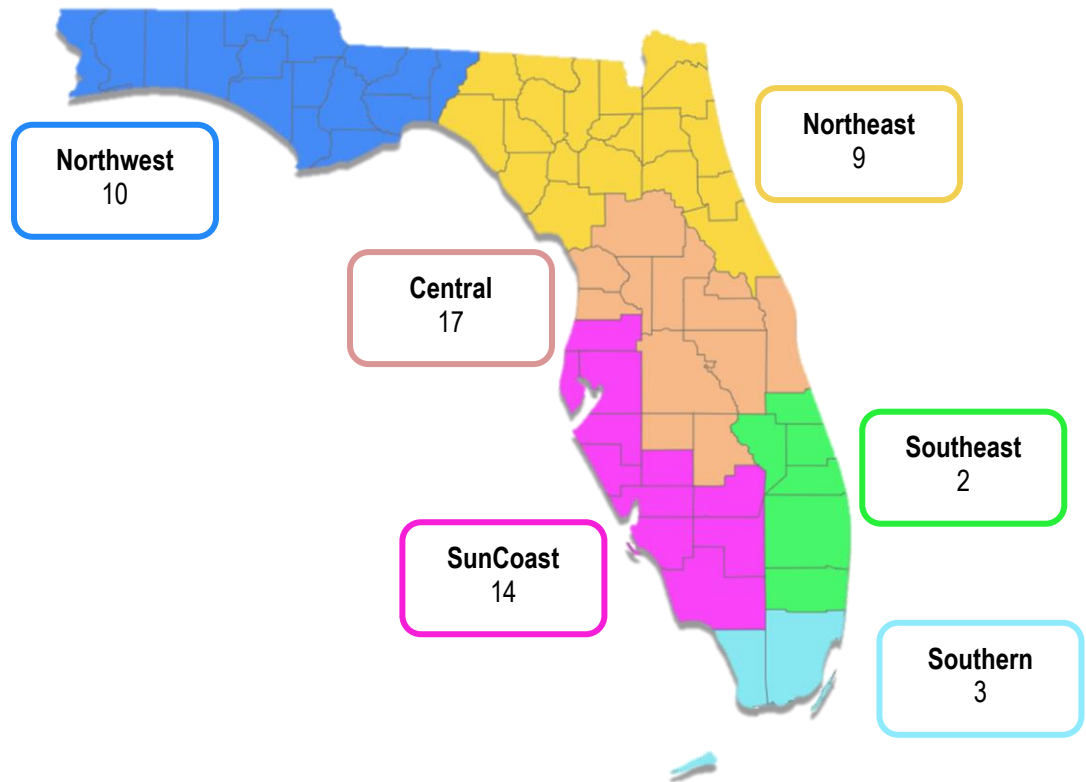 Northwest
10
Northeast
9
Central
17
Southeast
2
SunCoast
14
Southern
3